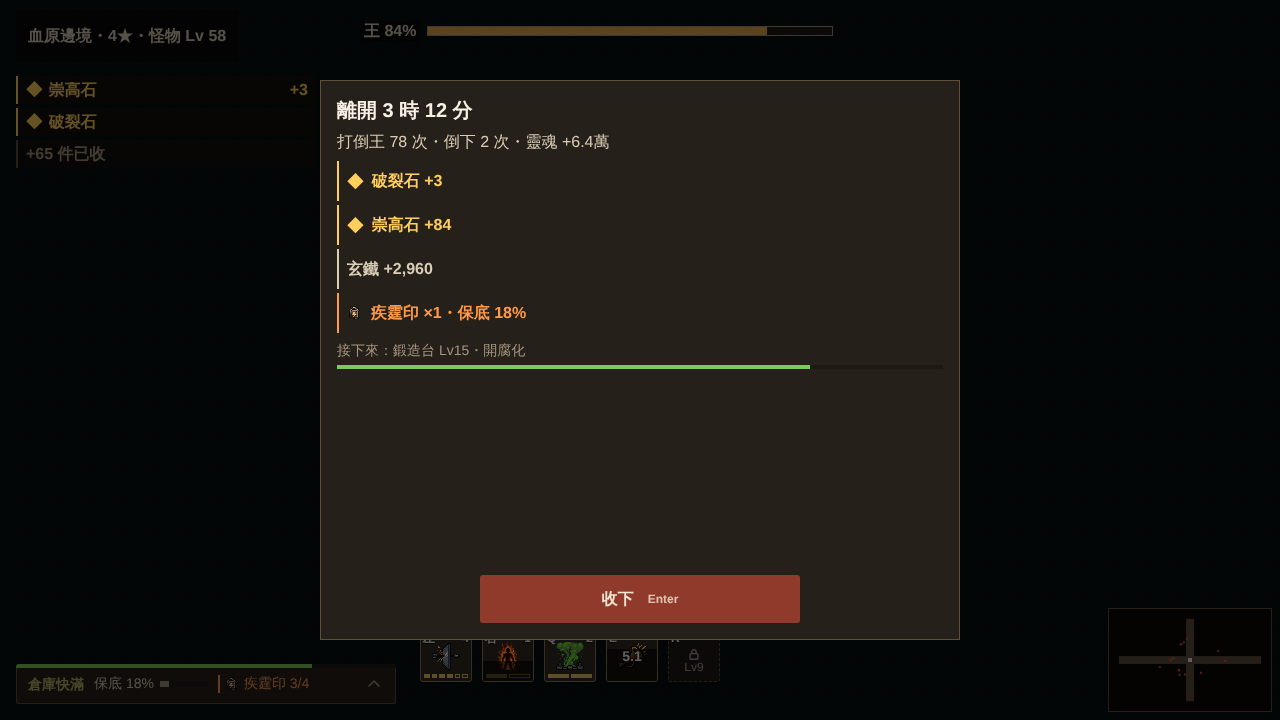 血原邊境・4★・怪物 Lv 58
王 84%
崇高石 +3
破裂石
+65 件已收
離開 3 時 12 分
打倒王 78 次・倒下 2 次・靈魂 +6.4萬
破裂石 +3
崇高石 +84
玄鐵 +2,960
疾霆印 ×1・保底 18%
接下來：鍛造台 Lv15・開腐化
收下 Enter
倉庫快滿 保底 18% 疾霆印 3/4
5.1
Lv9